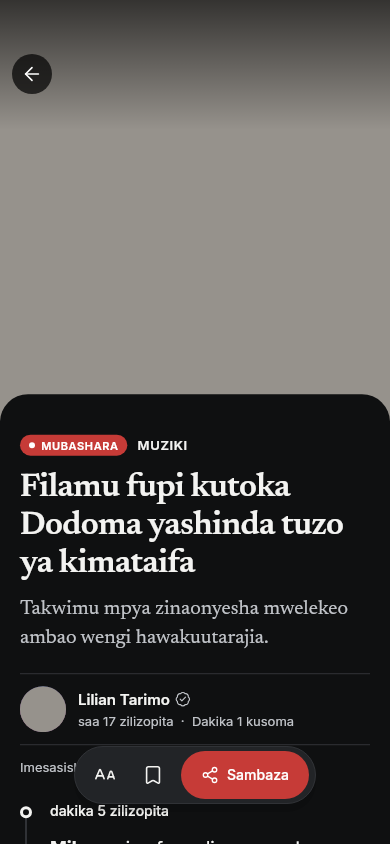 MUBASHARA MUZIKI
Filamu fupi kutoka
Dodoma yashinda tuzo
ya kimataifa
Takwimu mpya zinaonyesha mwelekeo
ambao wengi hawakuutarajia.
Lilian Tarimo
saa 17 zilizopita · Dakika 1 kusoma
AA Sambaza
dakika 5 zilizopita